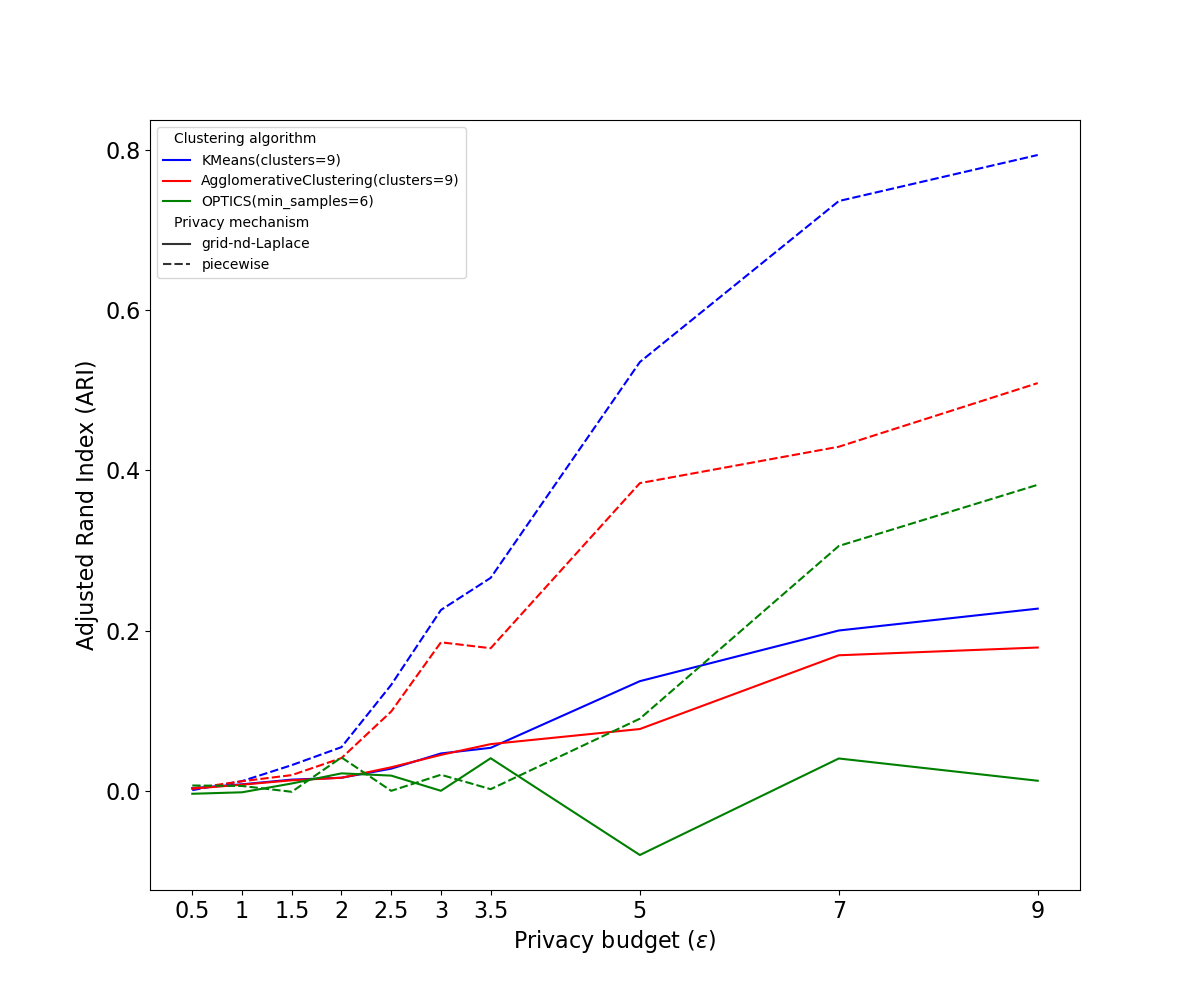 Clustering algorithm
KMeans(clusters=9)
AgglomerativeClustering(clusters=9)
OPTICS(min_samples=6)
Privacy mechanism
grid-nd-Laplace
piecewise
Adjusted Rand Index (ARI)
0.8
0.6
0.4
0.2
0.0
0.5 1 1.5 2 2.5 3 3.5 5 7 9
Privacy budget (ε)